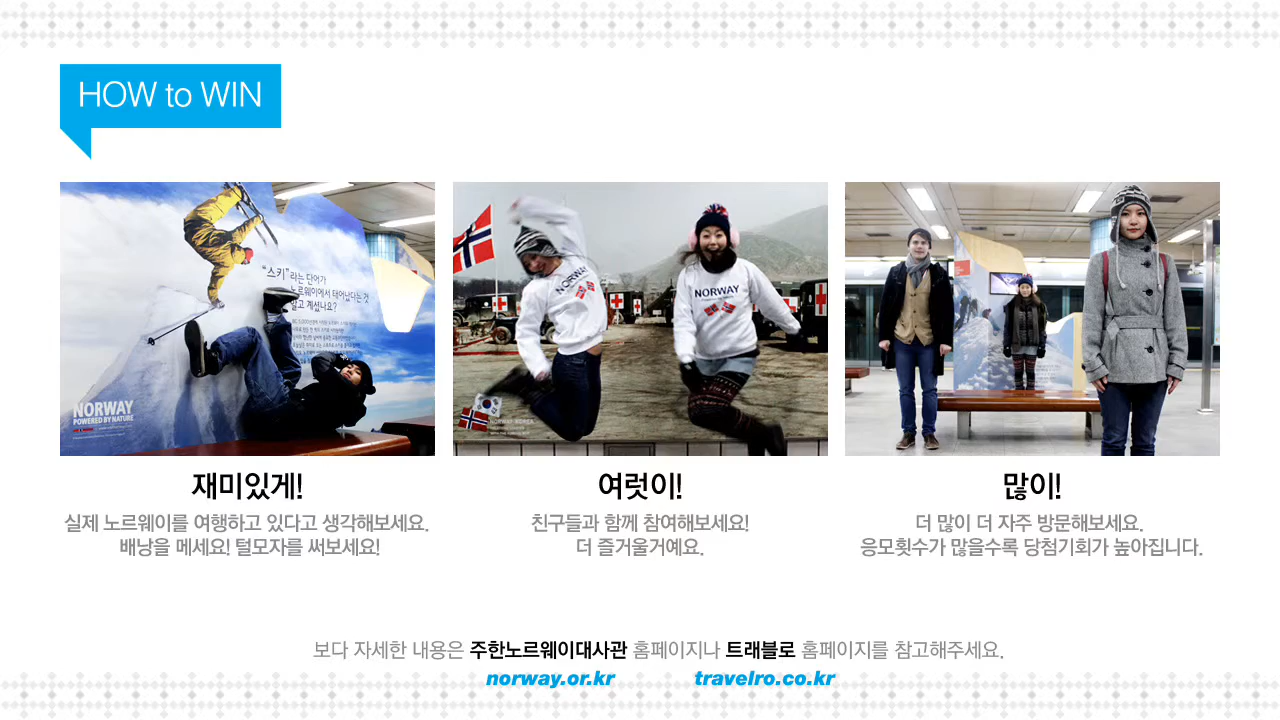 HOW to WIN
“스키”라는 단어가
노르웨이에서 태어났다는 것
알고 계셨나요?
NORWAY
POWERED BY NATURE
NORWAY
NORWAY
재미있게!
실제 노르웨이를 여행하고 있다고 생각해보세요.
배낭을 메세요! 털모자를 써보세요!
여럿이!
친구들과 함께 참여해보세요!
더 즐거울거예요.
많이!
더 많이 더 자주 방문해보세요.
응모횟수가 많을수록 당첨기회가 높아집니다.
보다 자세한 내용은 주한노르웨이대사관 홈페이지나 트래블로 홈페이지를 참고해주세요.
norway.or.kr travelro.co.kr